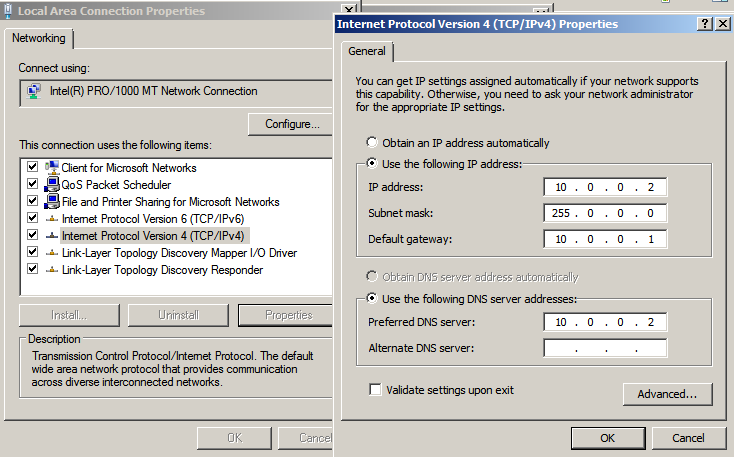 Local Area Connection Properties
Networking
Connect using:
Intel(R) PRO/1000 MT Network Connection
Configure...
This connection uses the following items:
Client for Microsoft Networks
QoS Packet Scheduler
File and Printer Sharing for Microsoft Networks
Internet Protocol Version 6 (TCP/IPv6)
Internet Protocol Version 4 (TCP/IPv4)
Link-Layer Topology Discovery Mapper I/O Driver
Link-Layer Topology Discovery Responder
Install...
Uninstall
Properties
Description
Transmission Control Protocol/Internet Protocol. The default
wide area network protocol that provides communication
across diverse interconnected networks.
OK
Cancel
Internet Protocol Version 4 (TCP/IPv4) Properties
General
You can get IP settings assigned automatically if your network supports
this capability. Otherwise, you need to ask your network administrator
for the appropriate IP settings.
Obtain an IP address automatically
Use the following IP address:
IP address:
10 . 0 . 0 . 2
Subnet mask:
255 . 0 . 0 . 0
Default gateway:
10 . 0 . 0 . 1
Obtain DNS server address automatically
Use the following DNS server addresses:
Preferred DNS server:
10 . 0 . 0 . 2
Alternate DNS server:
. . .
Validate settings upon exit
Advanced...
OK
Cancel